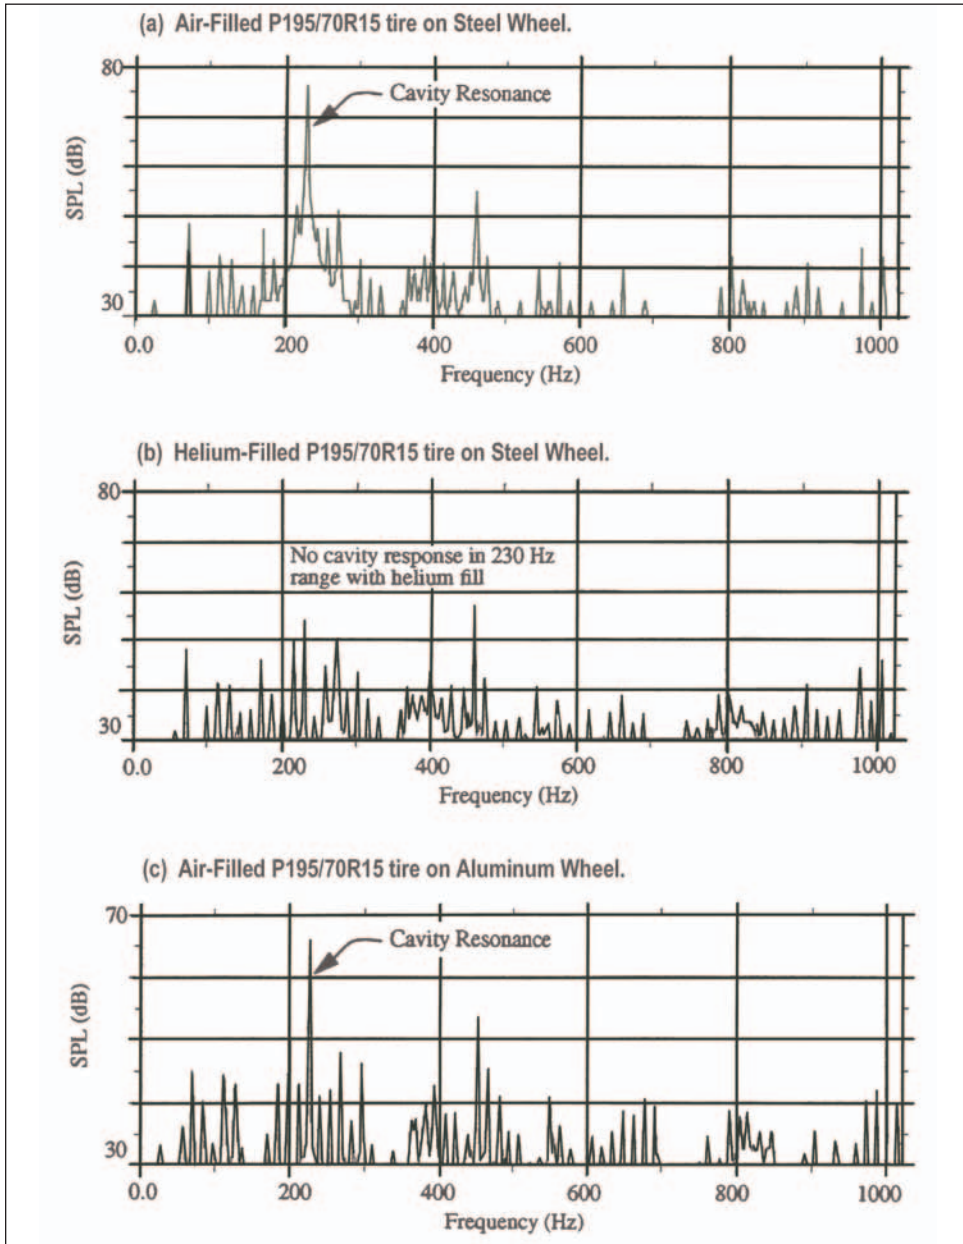 (a) Air-Filled P195/70R15 tire on Steel Wheel.
80
Cavity Resonance
SPL (dB)
30
0.0 200 400 600 800 1000
Frequency (Hz)
(b) Helium-Filled P195/70R15 tire on Steel Wheel.
80
No cavity response in 230 Hz
range with helium fill
SPL (dB)
30
0.0 200 400 600 800 1000
Frequency (Hz)
(c) Air-Filled P195/70R15 tire on Aluminum Wheel.
70
Cavity Resonance
SPL (dB)
30
0.0 200 400 600 800 1000
Frequency (Hz)